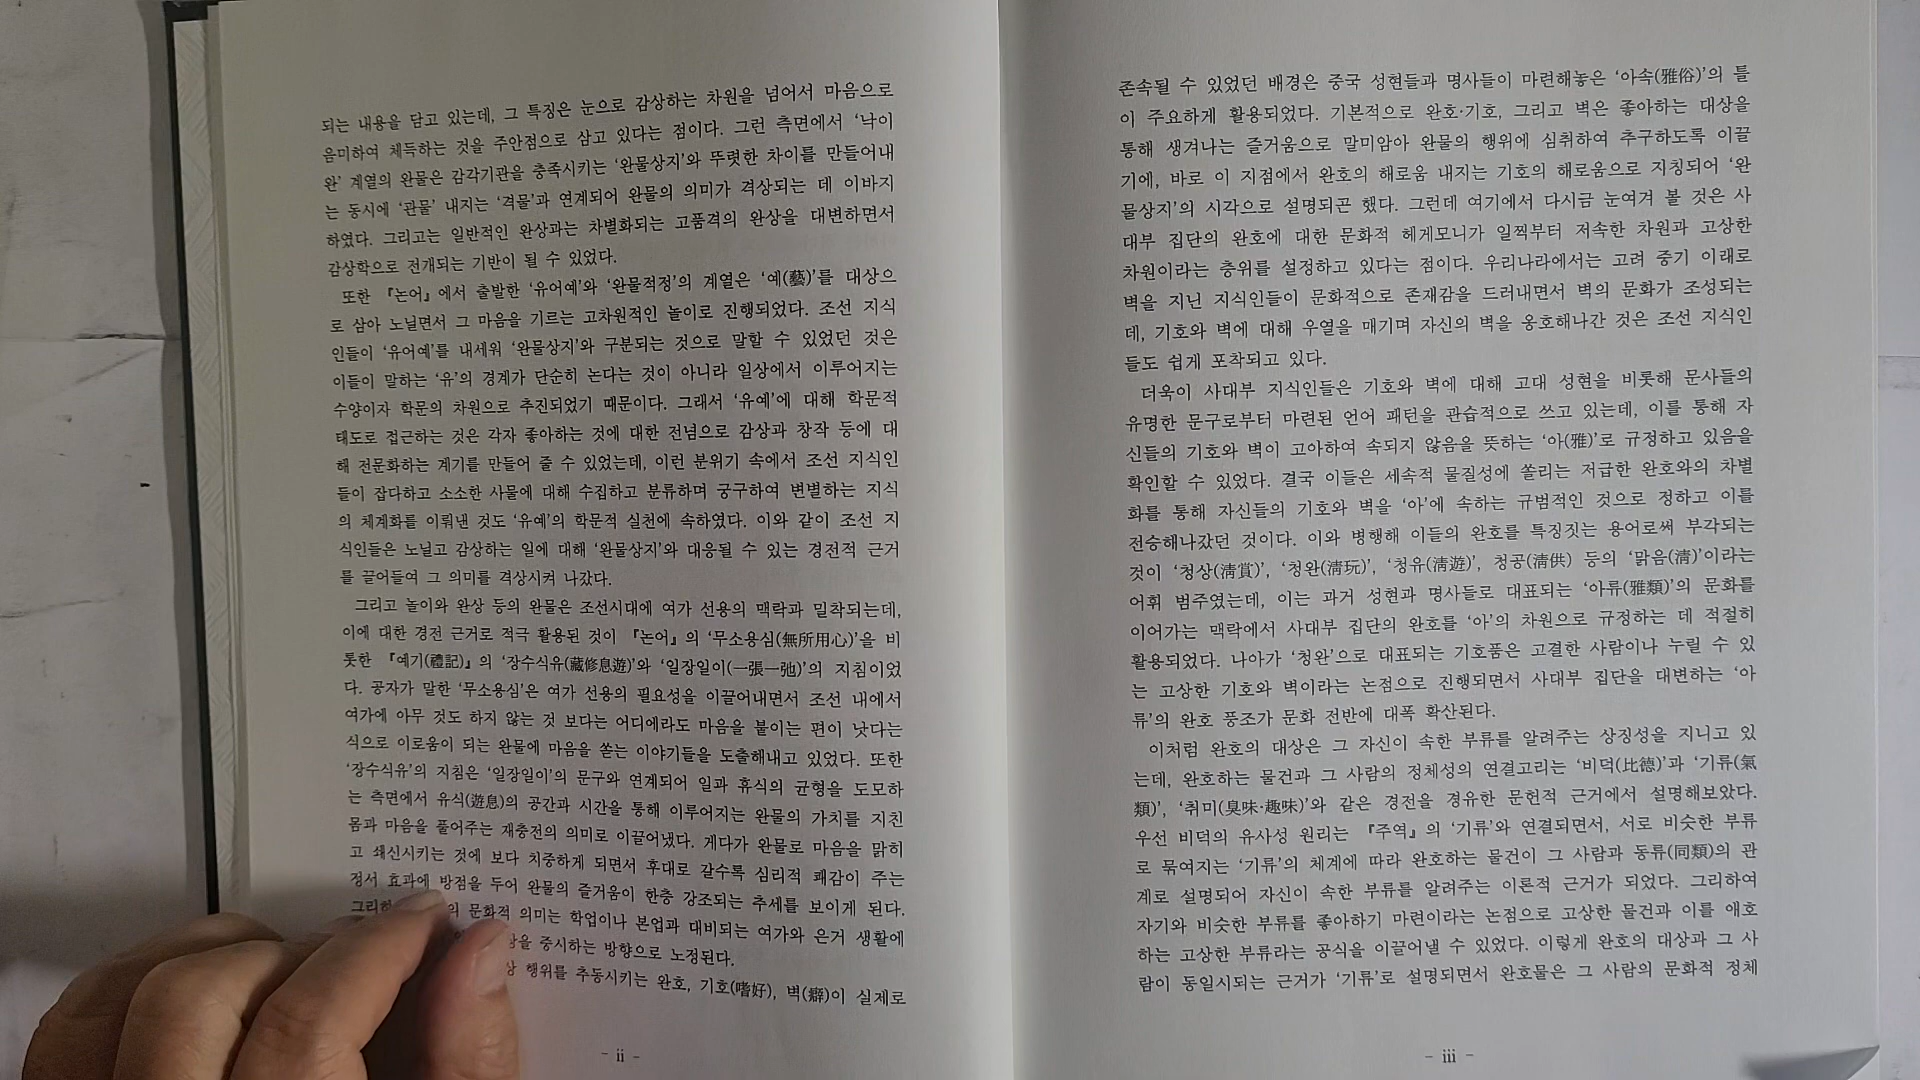 되는 내용을 담고 있는데, 그 특징은 눈으로 감상하는 차원을 넘어서 마음으로
음미하여 체득하는 것을 주안점으로 삼고 있다는 점이다. 그런 측면에서 ‘낙이
완’ 계열의 완물은 감각기관을 충족시키는 ‘완물상지’와 뚜렷한 차이를 만들어내
는 동시에 ‘관물’ 내지는 ‘격물’과 연계되어 완물의 의미가 격상되는 데 이바지
하였다. 그리고는 일반적인 완상과는 차별화되는 고품격의 완상을 대변하면서
감상학으로 전개되는 기반이 될 수 있었다.
또한 『논어』에서 출발한 ‘유어예’와 ‘완물적정’의 계열은 ‘예(藝)’를 대상으
로 삼아 노닐면서 그 마음을 기르는 고차원적인 놀이로 진행되었다. 조선 지식
인들이 ‘유어예’를 내세워 ‘완물상지’와 구분되는 것으로 말할 수 있었던 것은
이들이 말하는 ‘유’의 경계가 단순히 논다는 것이 아니라 일상에서 이루어지는
수양이자 학문의 차원으로 추진되었기 때문이다. 그래서 ‘유예’에 대해 학문적
태도로 접근하는 것은 각자 좋아하는 것에 대한 전념으로 감상과 창작 등에 대
해 전문화하는 계기를 만들어 줄 수 있었는데, 이런 분위기 속에서 조선 지식인
들이 잡다하고 소소한 사물에 대해 수집하고 분류하며 궁구하여 변별하는 지식
의 체계화를 이뤄낸 것도 ‘유예’의 학문적 실천에 속하였다. 이와 같이 조선 지
식인들은 노닐고 감상하는 일에 대해 ‘완물상지’와 대응될 수 있는 경전적 근거
를 끌어들여 그 의미를 격상시켜 나갔다.
그리고 놀이와 완상 등의 완물은 조선시대에 여가 선용의 맥락과 밀착되는데,
이에 대한 경전 근거로 적극 활용된 것이 『논어』의 ‘무소용심(無所用心)’을 비
롯한 『예기(禮記)』의 ‘장수식유(藏修息遊)’와 ‘일장일이(一張一弛)’의 지침이었
다. 공자가 말한 ‘무소용심’은 여가 선용의 필요성을 이끌어내면서 조선 내에서
여가에 아무 것도 하지 않는 것 보다는 어디에라도 마음을 붙이는 편이 낫다는
식으로 이로움이 되는 완물에 마음을 쏟는 이야기들을 도출해내고 있었다. 또한
‘장수식유’의 지침은 ‘일장일이’의 문구와 연계되어 일과 휴식의 균형을 도모하
는 측면에서 유식(遊息)의 공간과 시간을 통해 이루어지는 완물의 가치를 지친
몸과 마음을 풀어주는 재충전의 의미로 이끌어냈다. 게다가 완물로 마음을 맑히
고 쇄신시키는 것에 보다 치중하게 되면서 후대로 갈수록 심리적 쾌감이 주는
정서 효과에 방점을 두어 완물의 즐거움이 한층 강조되는 추세를 보이게 된다.
그리하 의 문화적 의미는 학업이나 본업과 대비되는 여가와 은거 생활에
을 중시하는 방향으로 노정된다.
상 행위를 추동시키는 완호, 기호(嗜好), 벽(癖)이 실제로
- ii -
존속될 수 있었던 배경은 중국 성현들과 명사들이 마련해놓은 ‘아속(雅俗)’의 틀
이 주요하게 활용되었다. 기본적으로 완호·기호, 그리고 벽은 좋아하는 대상을
통해 생겨나는 즐거움으로 말미암아 완물의 행위에 심취하여 추구하도록 이끌
기에, 바로 이 지점에서 완호의 해로움 내지는 기호의 해로움으로 지칭되어 ‘완
물상지’의 시각으로 설명되곤 했다. 그런데 여기에서 다시금 눈여겨 볼 것은 사
대부 집단의 완호에 대한 문화적 헤게모니가 일찍부터 저속한 차원과 고상한
차원이라는 층위를 설정하고 있다는 점이다. 우리나라에서는 고려 중기 이래로
벽을 지닌 지식인들이 문화적으로 존재감을 드러내면서 벽의 문화가 조성되는
데, 기호와 벽에 대해 우열을 매기며 자신의 벽을 옹호해나간 것은 조선 지식인
들도 쉽게 포착되고 있다.
더욱이 사대부 지식인들은 기호와 벽에 대해 고대 성현을 비롯해 문사들의
유명한 문구로부터 마련된 언어 패턴을 관습적으로 쓰고 있는데, 이를 통해 자
신들의 기호와 벽이 고아하여 속되지 않음을 뜻하는 ‘아(雅)’로 규정하고 있음을
확인할 수 있었다. 결국 이들은 세속적 물질성에 쏠리는 저급한 완호와의 차별
화를 통해 자신들의 기호와 벽을 ‘아’에 속하는 규범적인 것으로 정하고 이를
전승해나갔던 것이다. 이와 병행해 이들의 완호를 특징짓는 용어로써 부각되는
것이 ‘청상(淸賞)’, ‘청완(淸玩)’, ‘청유(淸遊)’, 청공(淸供) 등의 ‘맑음(淸)’이라는
어휘 범주였는데, 이는 과거 성현과 명사들로 대표되는 ‘아류(雅類)’의 문화를
이어가는 맥락에서 사대부 집단의 완호를 ‘아’의 차원으로 규정하는 데 적절히
활용되었다. 나아가 ‘청완’으로 대표되는 기호품은 고결한 사람이나 누릴 수 있
는 고상한 기호와 벽이라는 논점으로 진행되면서 사대부 집단을 대변하는 ‘아
류’의 완호 풍조가 문화 전반에 대폭 확산된다.
이처럼 완호의 대상은 그 자신이 속한 부류를 알려주는 상징성을 지니고 있
는데, 완호하는 물건과 그 사람의 정체성의 연결고리는 ‘비덕(比德)’과 ‘기류(氣
類)’, ‘취미(臭味·趣味)’와 같은 경전을 경유한 문헌적 근거에서 설명해보았다.
우선 비덕의 유사성 원리는 『주역』의 ‘기류’와 연결되면서, 서로 비슷한 부류
로 묶여지는 ‘기류’의 체계에 따라 완호하는 물건이 그 사람과 동류(同類)의 관
계로 설명되어 자신이 속한 부류를 알려주는 이론적 근거가 되었다. 그리하여
자기와 비슷한 부류를 좋아하기 마련이라는 논점으로 고상한 물건과 이를 애호
하는 고상한 부류라는 공식을 이끌어낼 수 있었다. 이렇게 완호의 대상과 그 사
람이 동일시되는 근거가 ‘기류’로 설명되면서 완호물은 그 사람의 문화적 정체
- iii -